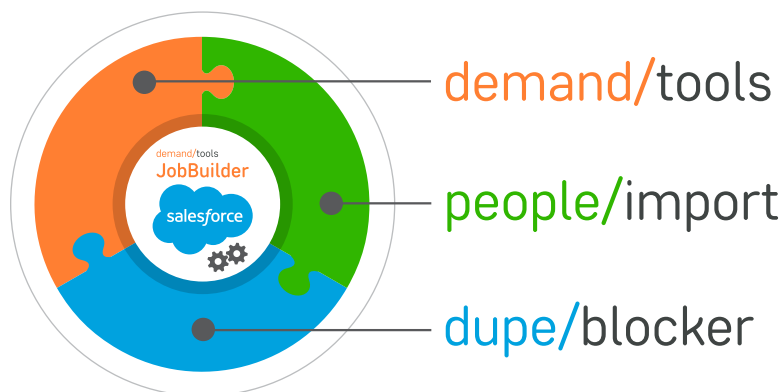 demand/tools
demand/tools
JobBuilder
salesforce
people/import
dupe/blocker